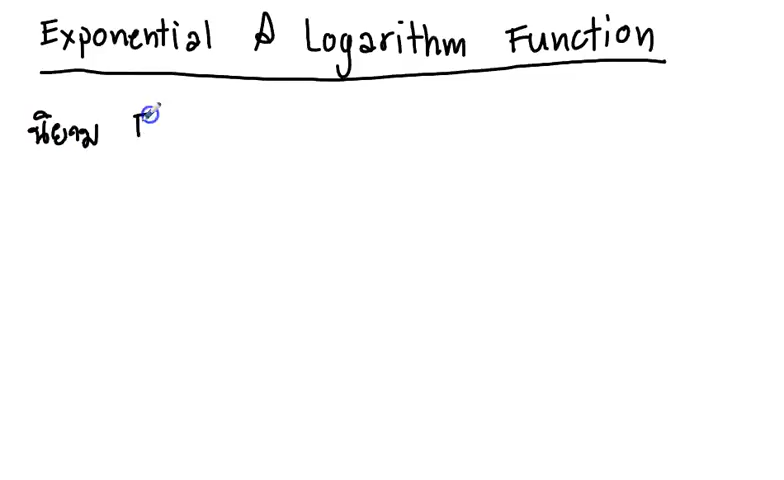 Exponential & Logarithm Function
นิยาม